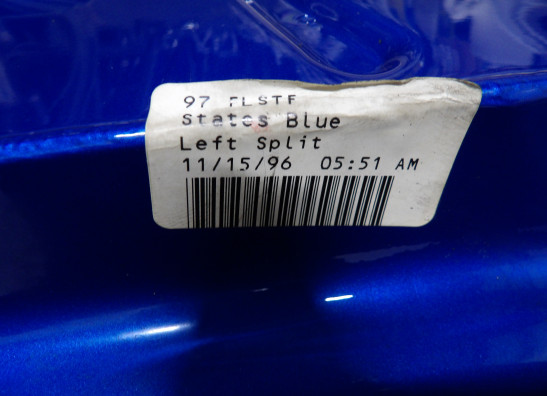 97 FLSTF
States Blue
Left Split
11/15/96 05:51 AM